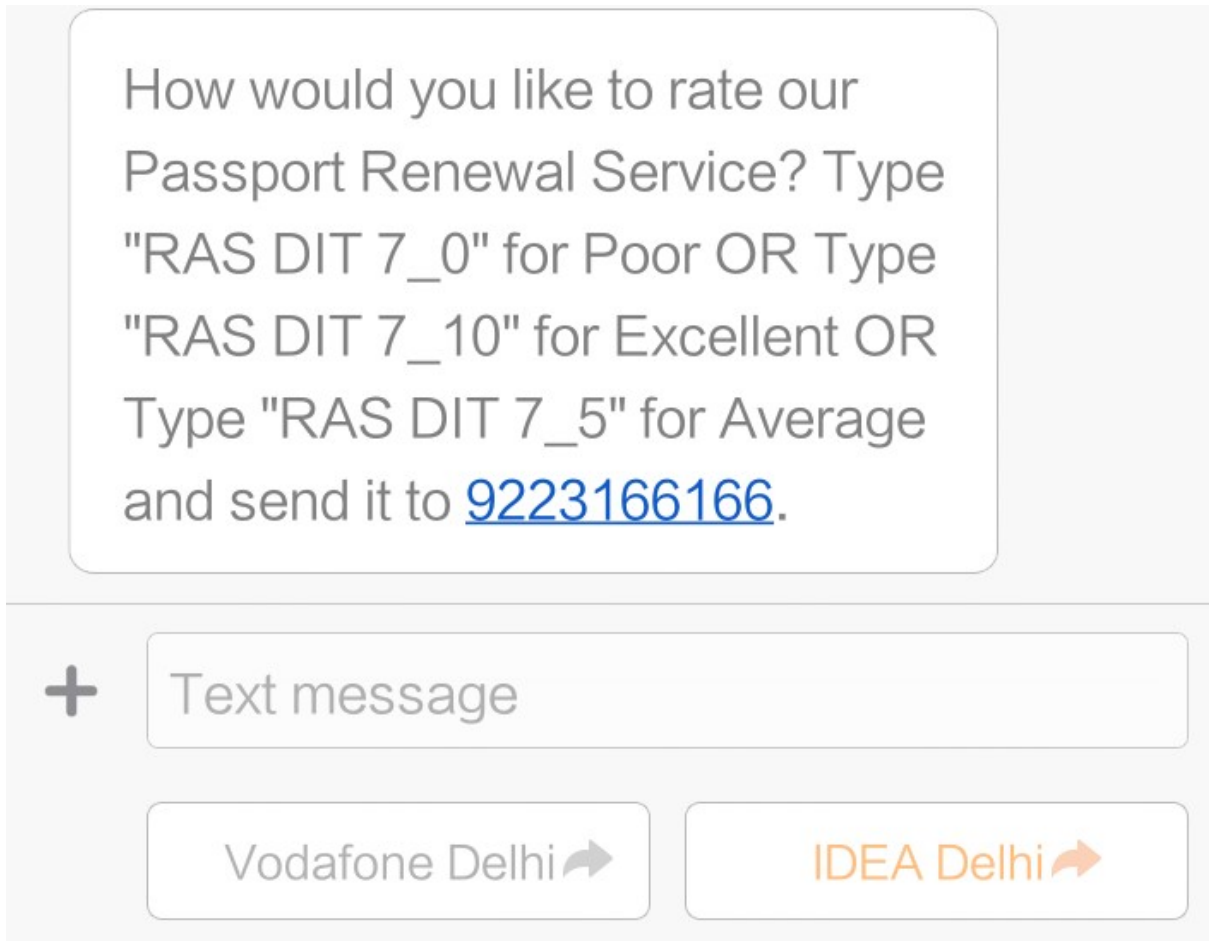 How would you like to rate our
Passport Renewal Service? Type
"RAS DIT 7_0" for Poor OR Type
"RAS DIT 7_10" for Excellent OR
Type "RAS DIT 7_5" for Average
and send it to 9223166166.
Text message
Vodafone Delhi
IDEA Delhi